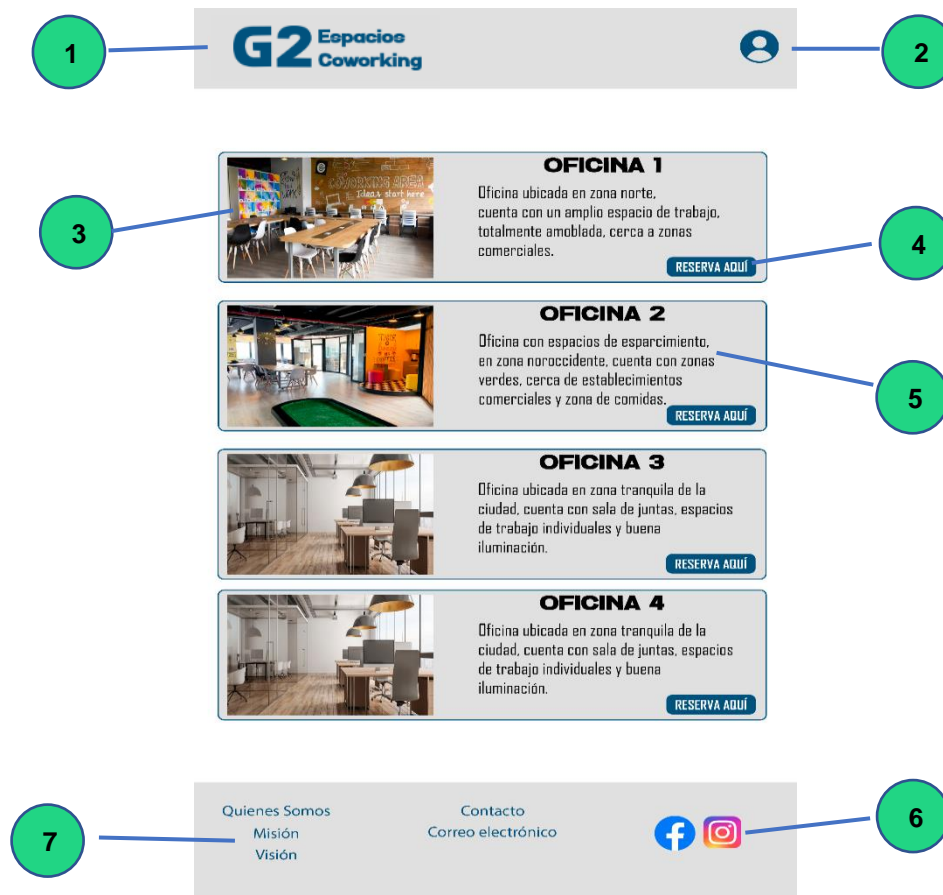 1
G2 Espacios
Coworking
2
3
COWORKING AREA
Ideas start here
OFICINA 1
Oficina ubicada en zona norte,
cuenta con un amplio espacio de trabajo,
totalmente amoblada, cerca a zonas
comerciales.
RESERVA AQUÍ
4
OFICINA 2
Oficina con espacios de esparcimiento,
en zona noroccidente, cuenta con zonas
verdes, cerca de establecimientos
comerciales y zona de comidas.
RESERVA AQUÍ
5
OFICINA 3
Oficina ubicada en zona tranquila de la
ciudad, cuenta con sala de juntas, espacios
de trabajo individuales y buena
iluminación.
RESERVA AQUÍ
OFICINA 4
Oficina ubicada en zona tranquila de la
ciudad, cuenta con sala de juntas, espacios
de trabajo individuales y buena
iluminación.
RESERVA AQUÍ
7
Quienes Somos
Misión
Visión
Contacto
Correo electrónico
6